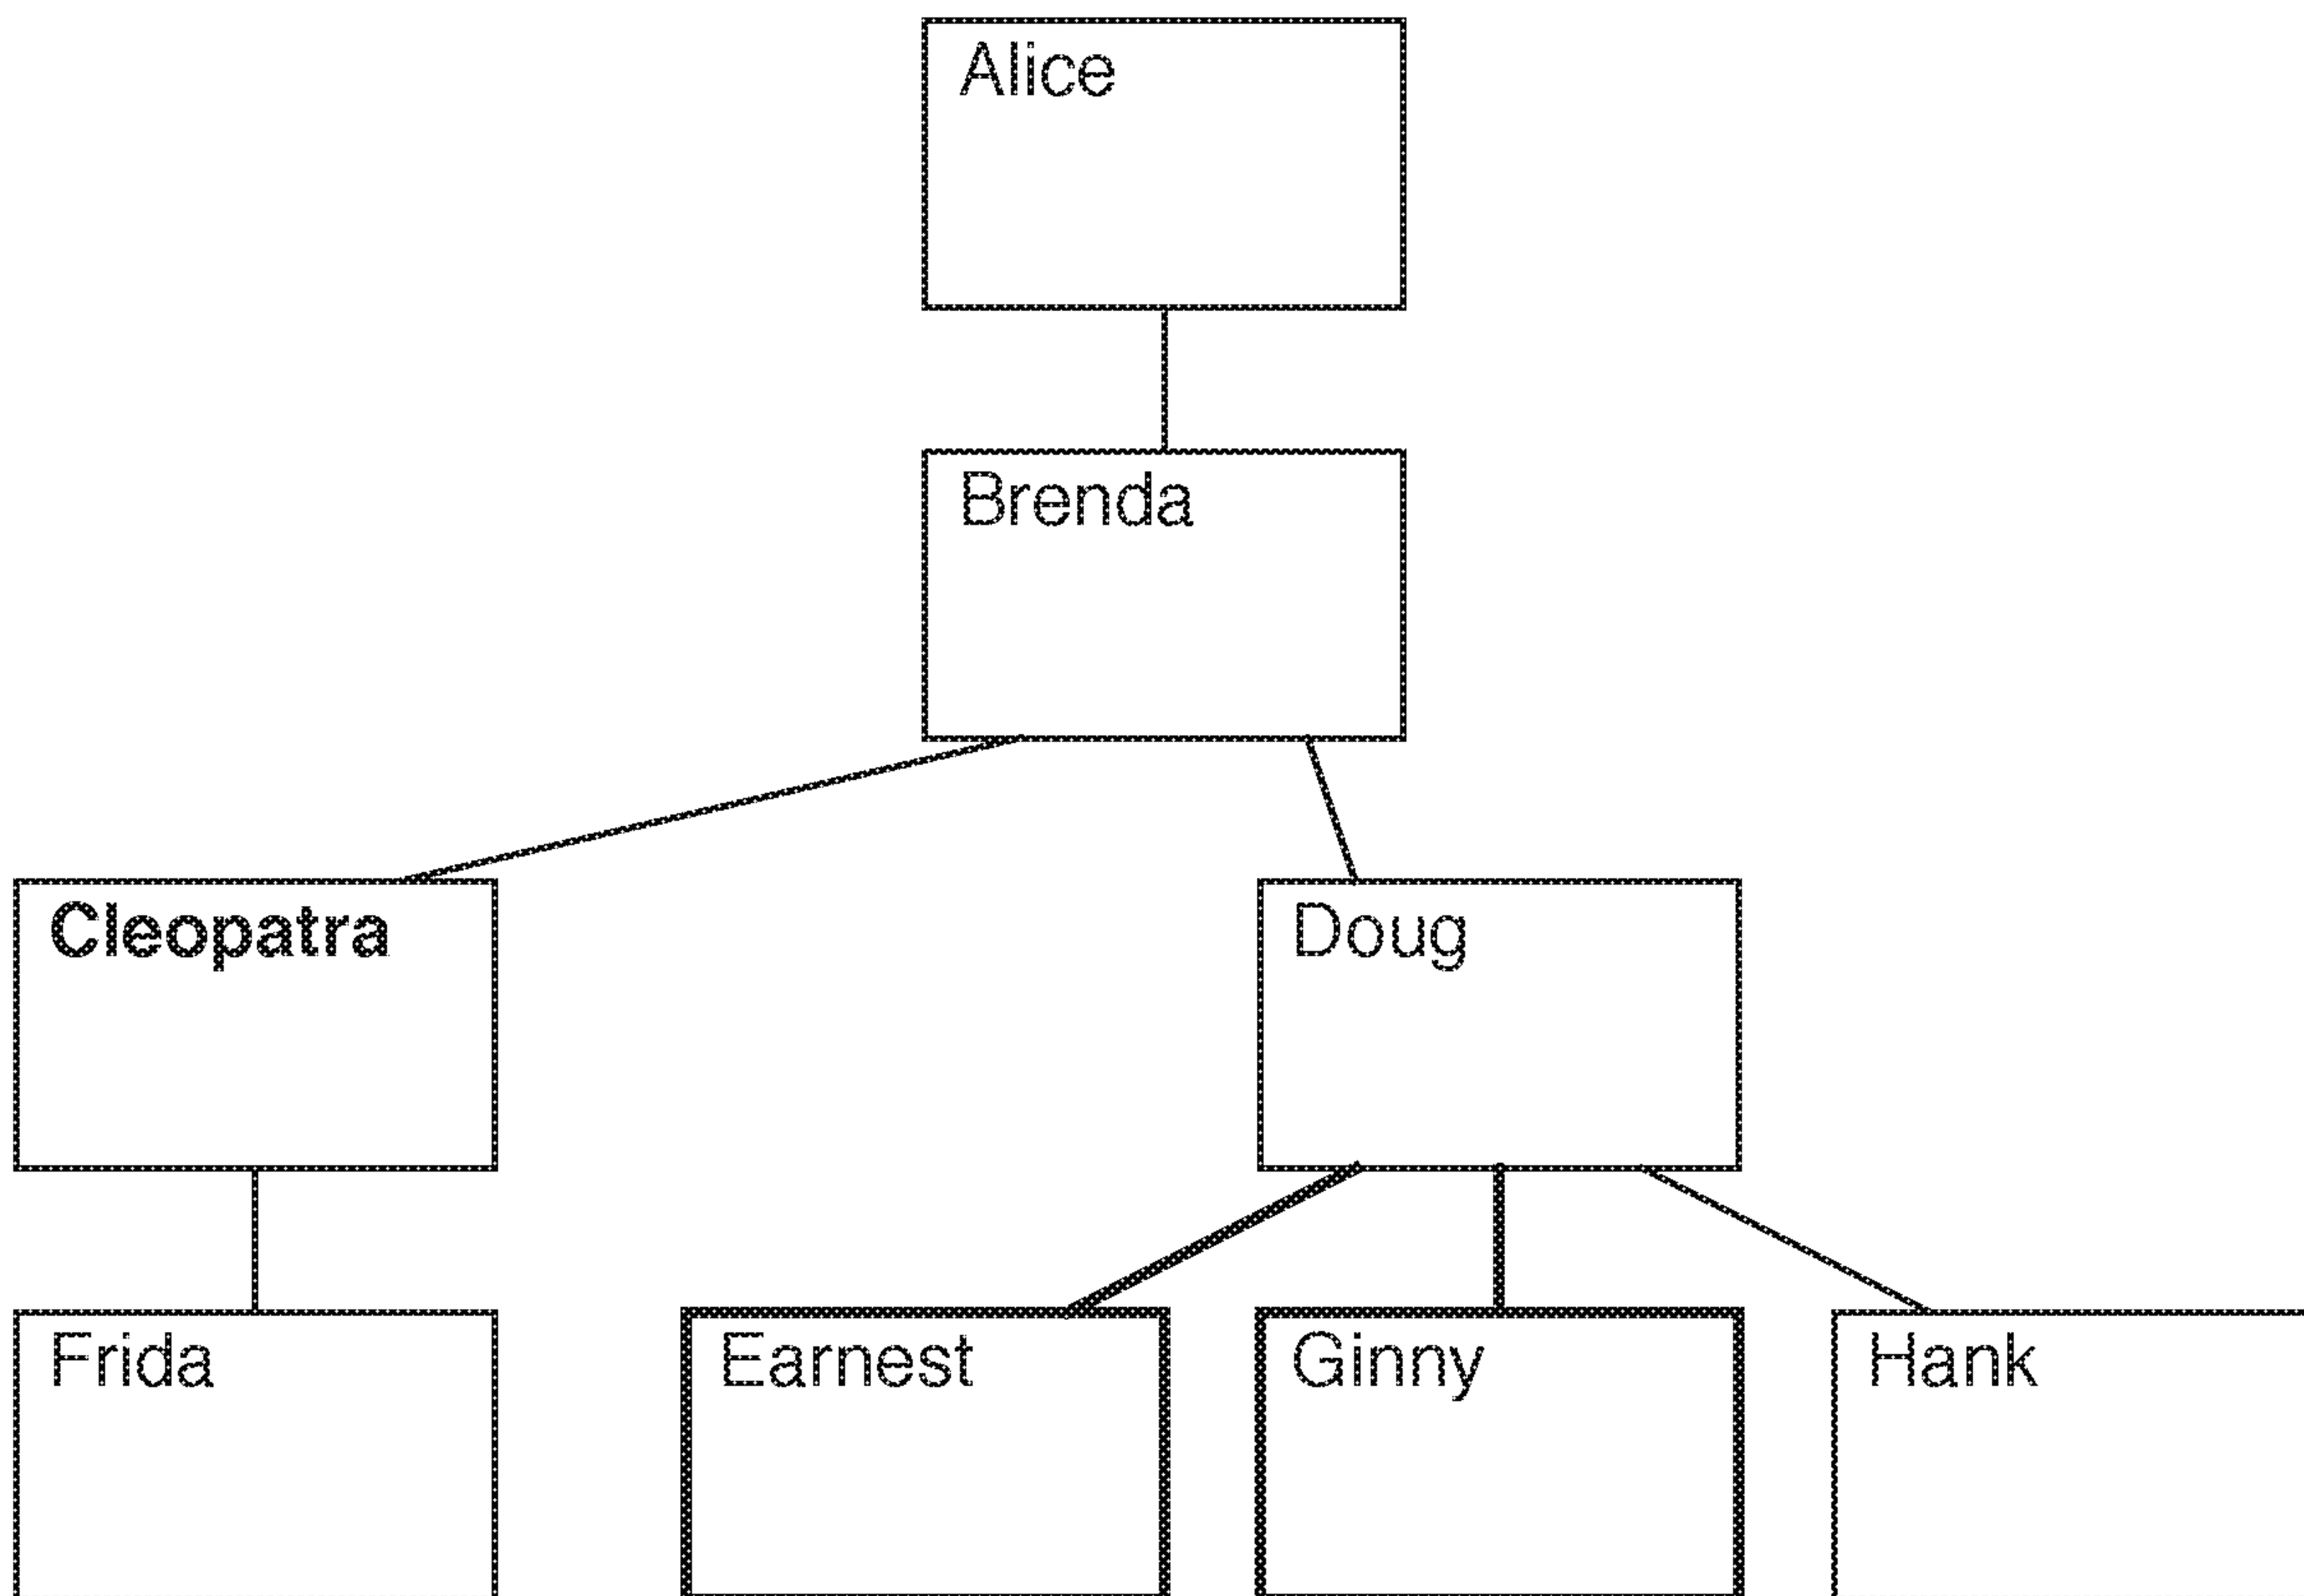 Alice
Brenda
Cleopatra
Doug
Frida
Earnest
Ginny
Hank